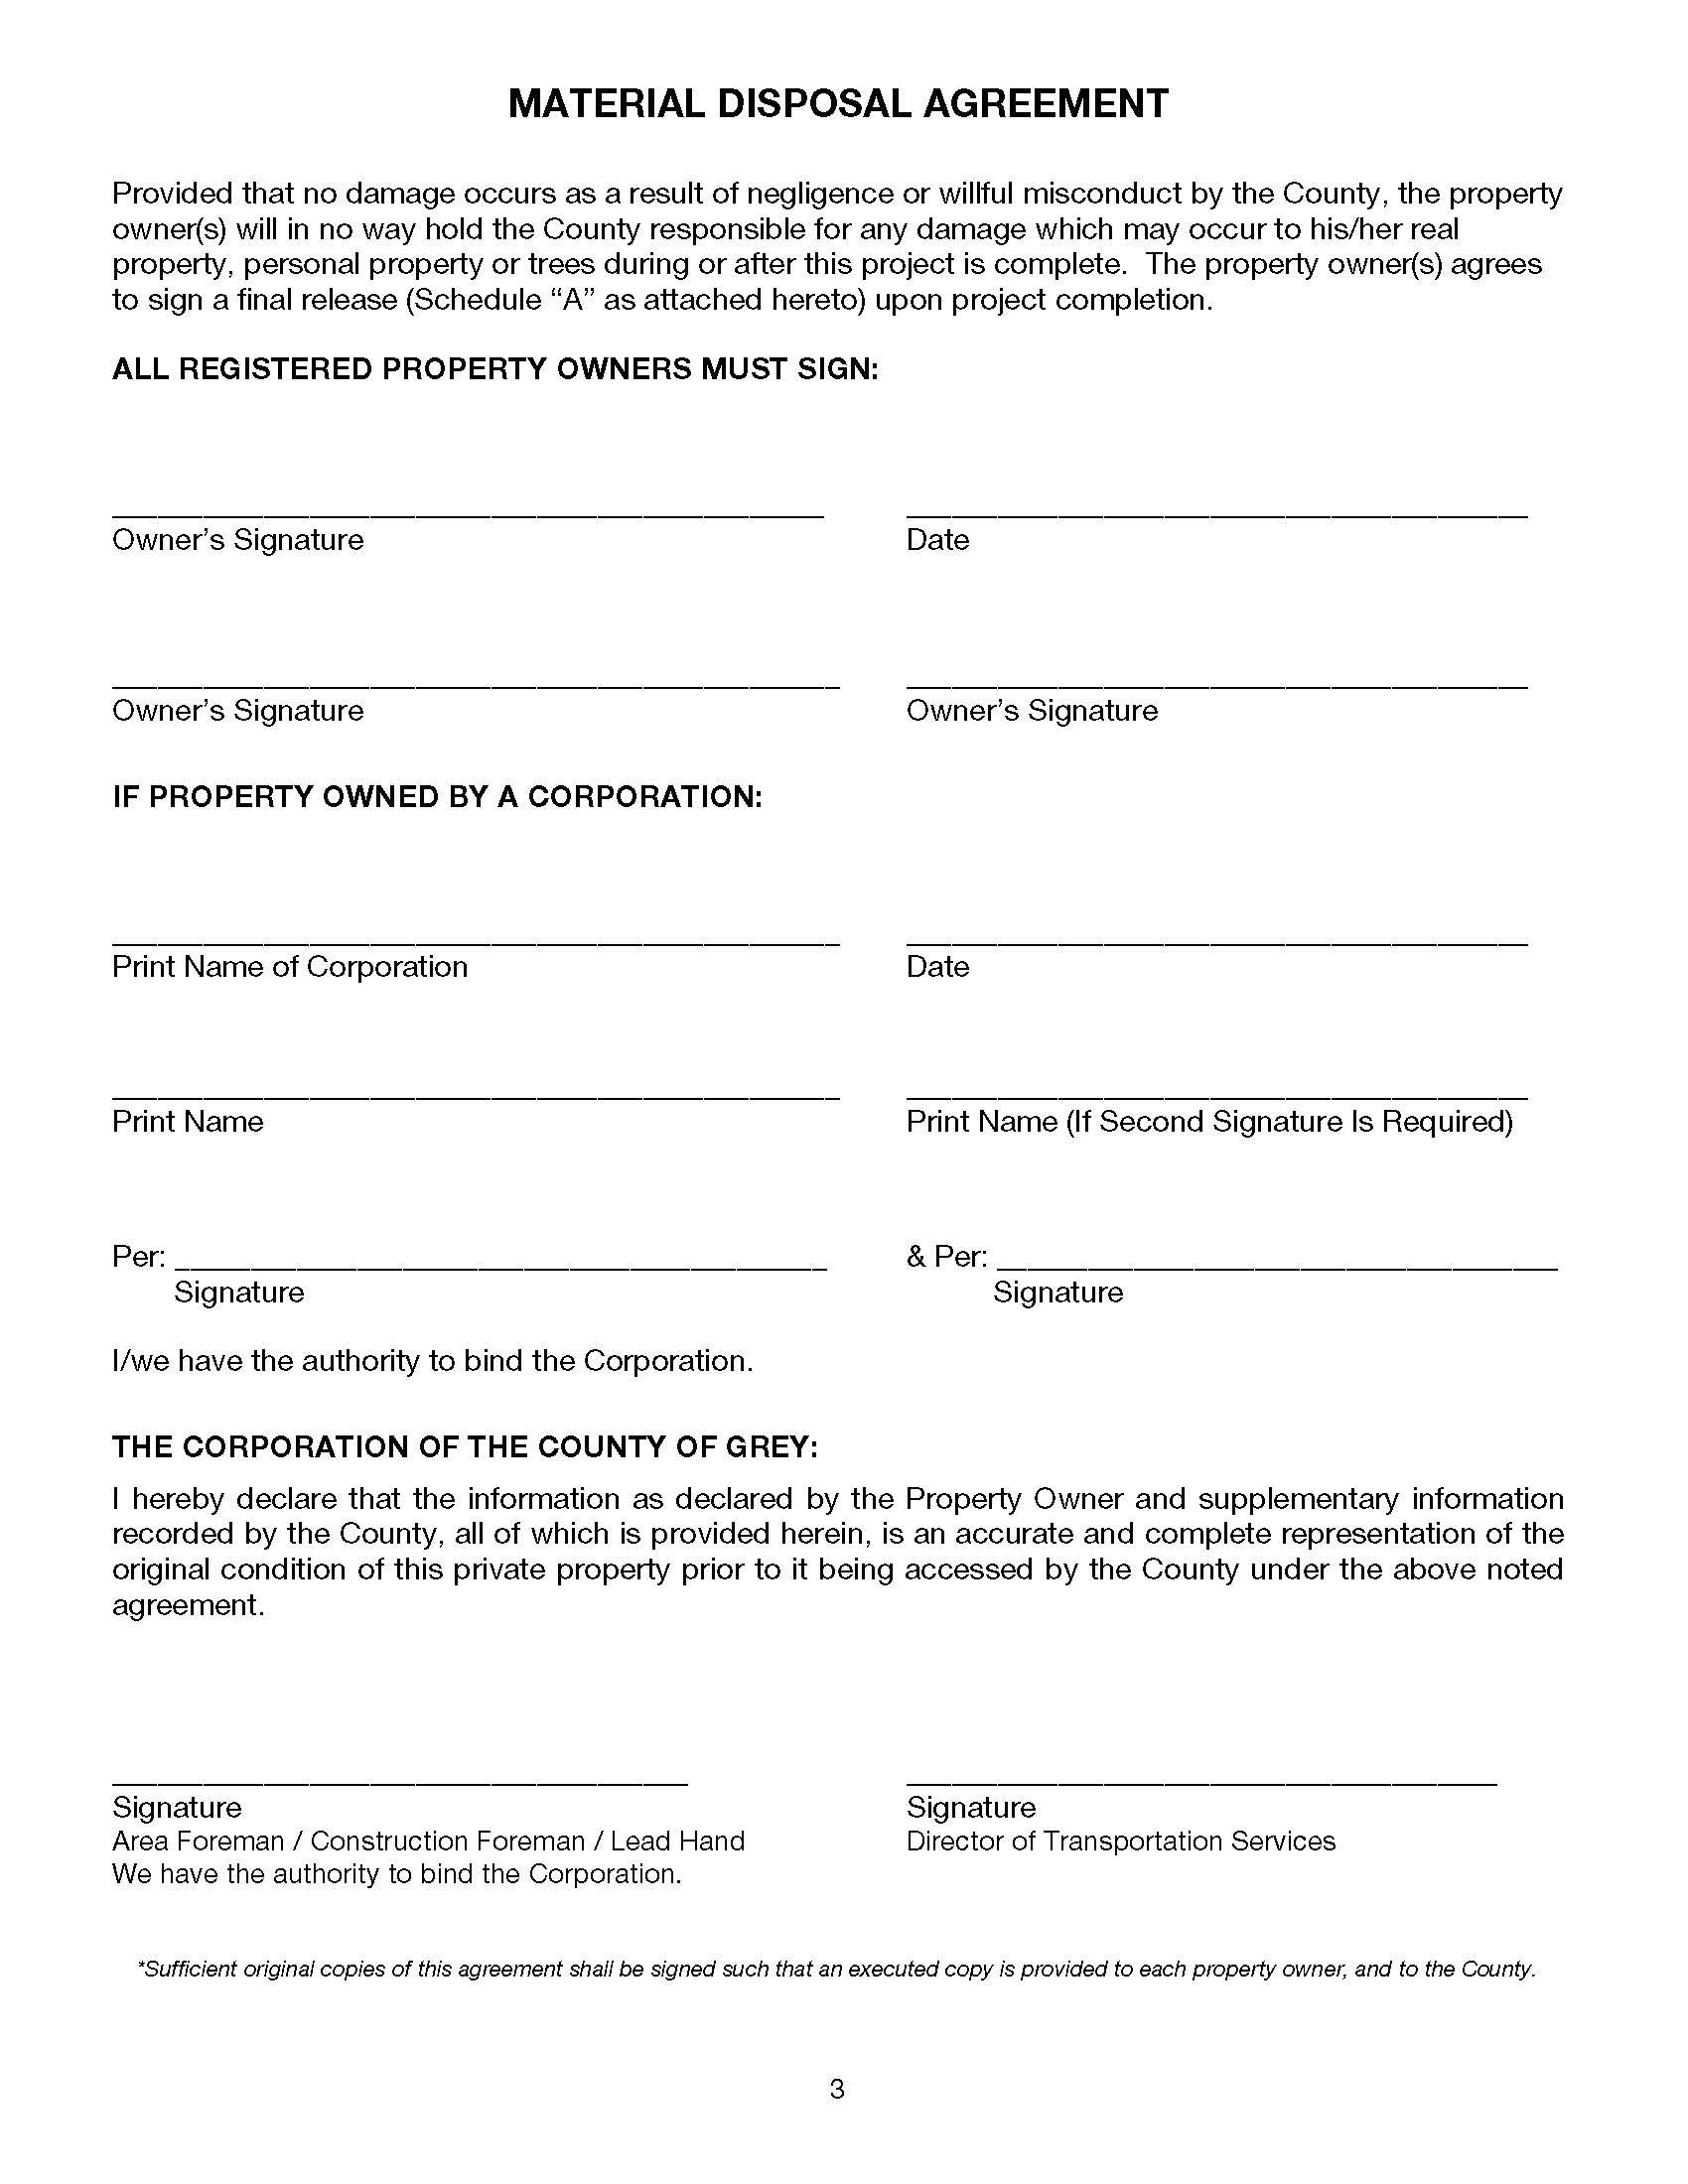 MATERIAL DISPOSAL AGREEMENT
Provided that no damage occurs as a result of negligence or willful misconduct by the County, the property
owner(s) will in no way hold the County responsible for any damage which may occur to his/her real
property, personal property or trees during or after this project is complete.  The property owner(s) agrees
to sign a final release (Schedule “A” as attached hereto) upon project completion.
ALL REGISTERED PROPERTY OWNERS MUST SIGN:
Owner’s Signature
Date
Owner’s Signature
Owner’s Signature
IF PROPERTY OWNED BY A CORPORATION:
Print Name of Corporation
Date
Print Name
Print Name (If Second Signature Is Required)
Per:
& Per:
Signature
Signature
I/we have the authority to bind the Corporation.
THE CORPORATION OF THE COUNTY OF GREY:
I hereby declare that the information as declared by the Property Owner and supplementary information
recorded by the County, all of which is provided herein, is an accurate and complete representation of the
original condition of this private property prior to it being accessed by the County under the above noted
agreement.
Signature
Signature
Area Foreman / Construction Foreman / Lead Hand
Director of Transportation Services
We have the authority to bind the Corporation.
*Sufficient original copies of this agreement shall be signed such that an executed copy is provided to each property owner, and to the County.
3